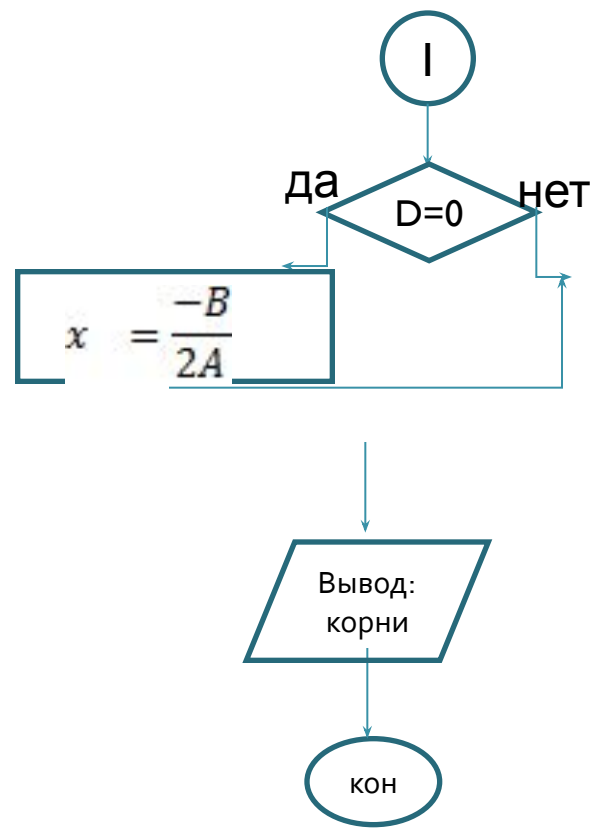 I
да
нет
D=0
x = -B / 2A
Вывод:
корни
кон